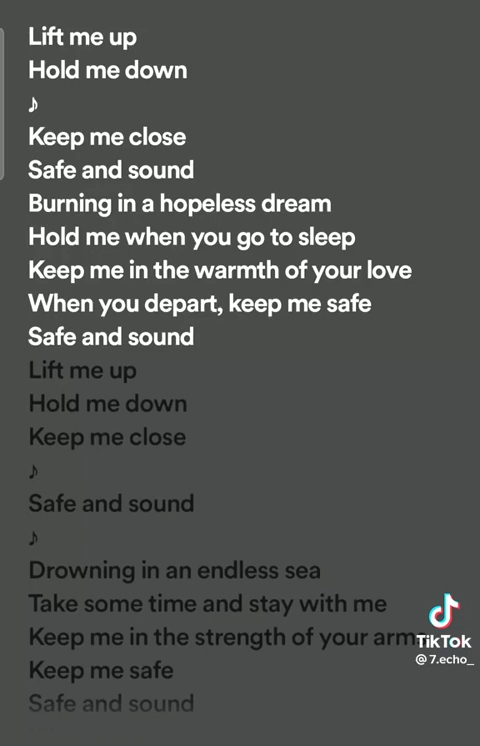 Lift me up
Hold me down
♪
Keep me close
Safe and sound
Burning in a hopeless dream
Hold me when you go to sleep
Keep me in the warmth of your love
When you depart, keep me safe
Safe and sound
Lift me up
Hold me down
Keep me close
♪
Safe and sound
♪
Drowning in an endless sea
Take some time and stay with me
Keep me in the strength of your arm
Keep me safe
Safe and sound
TikTok
@ 7.echo_